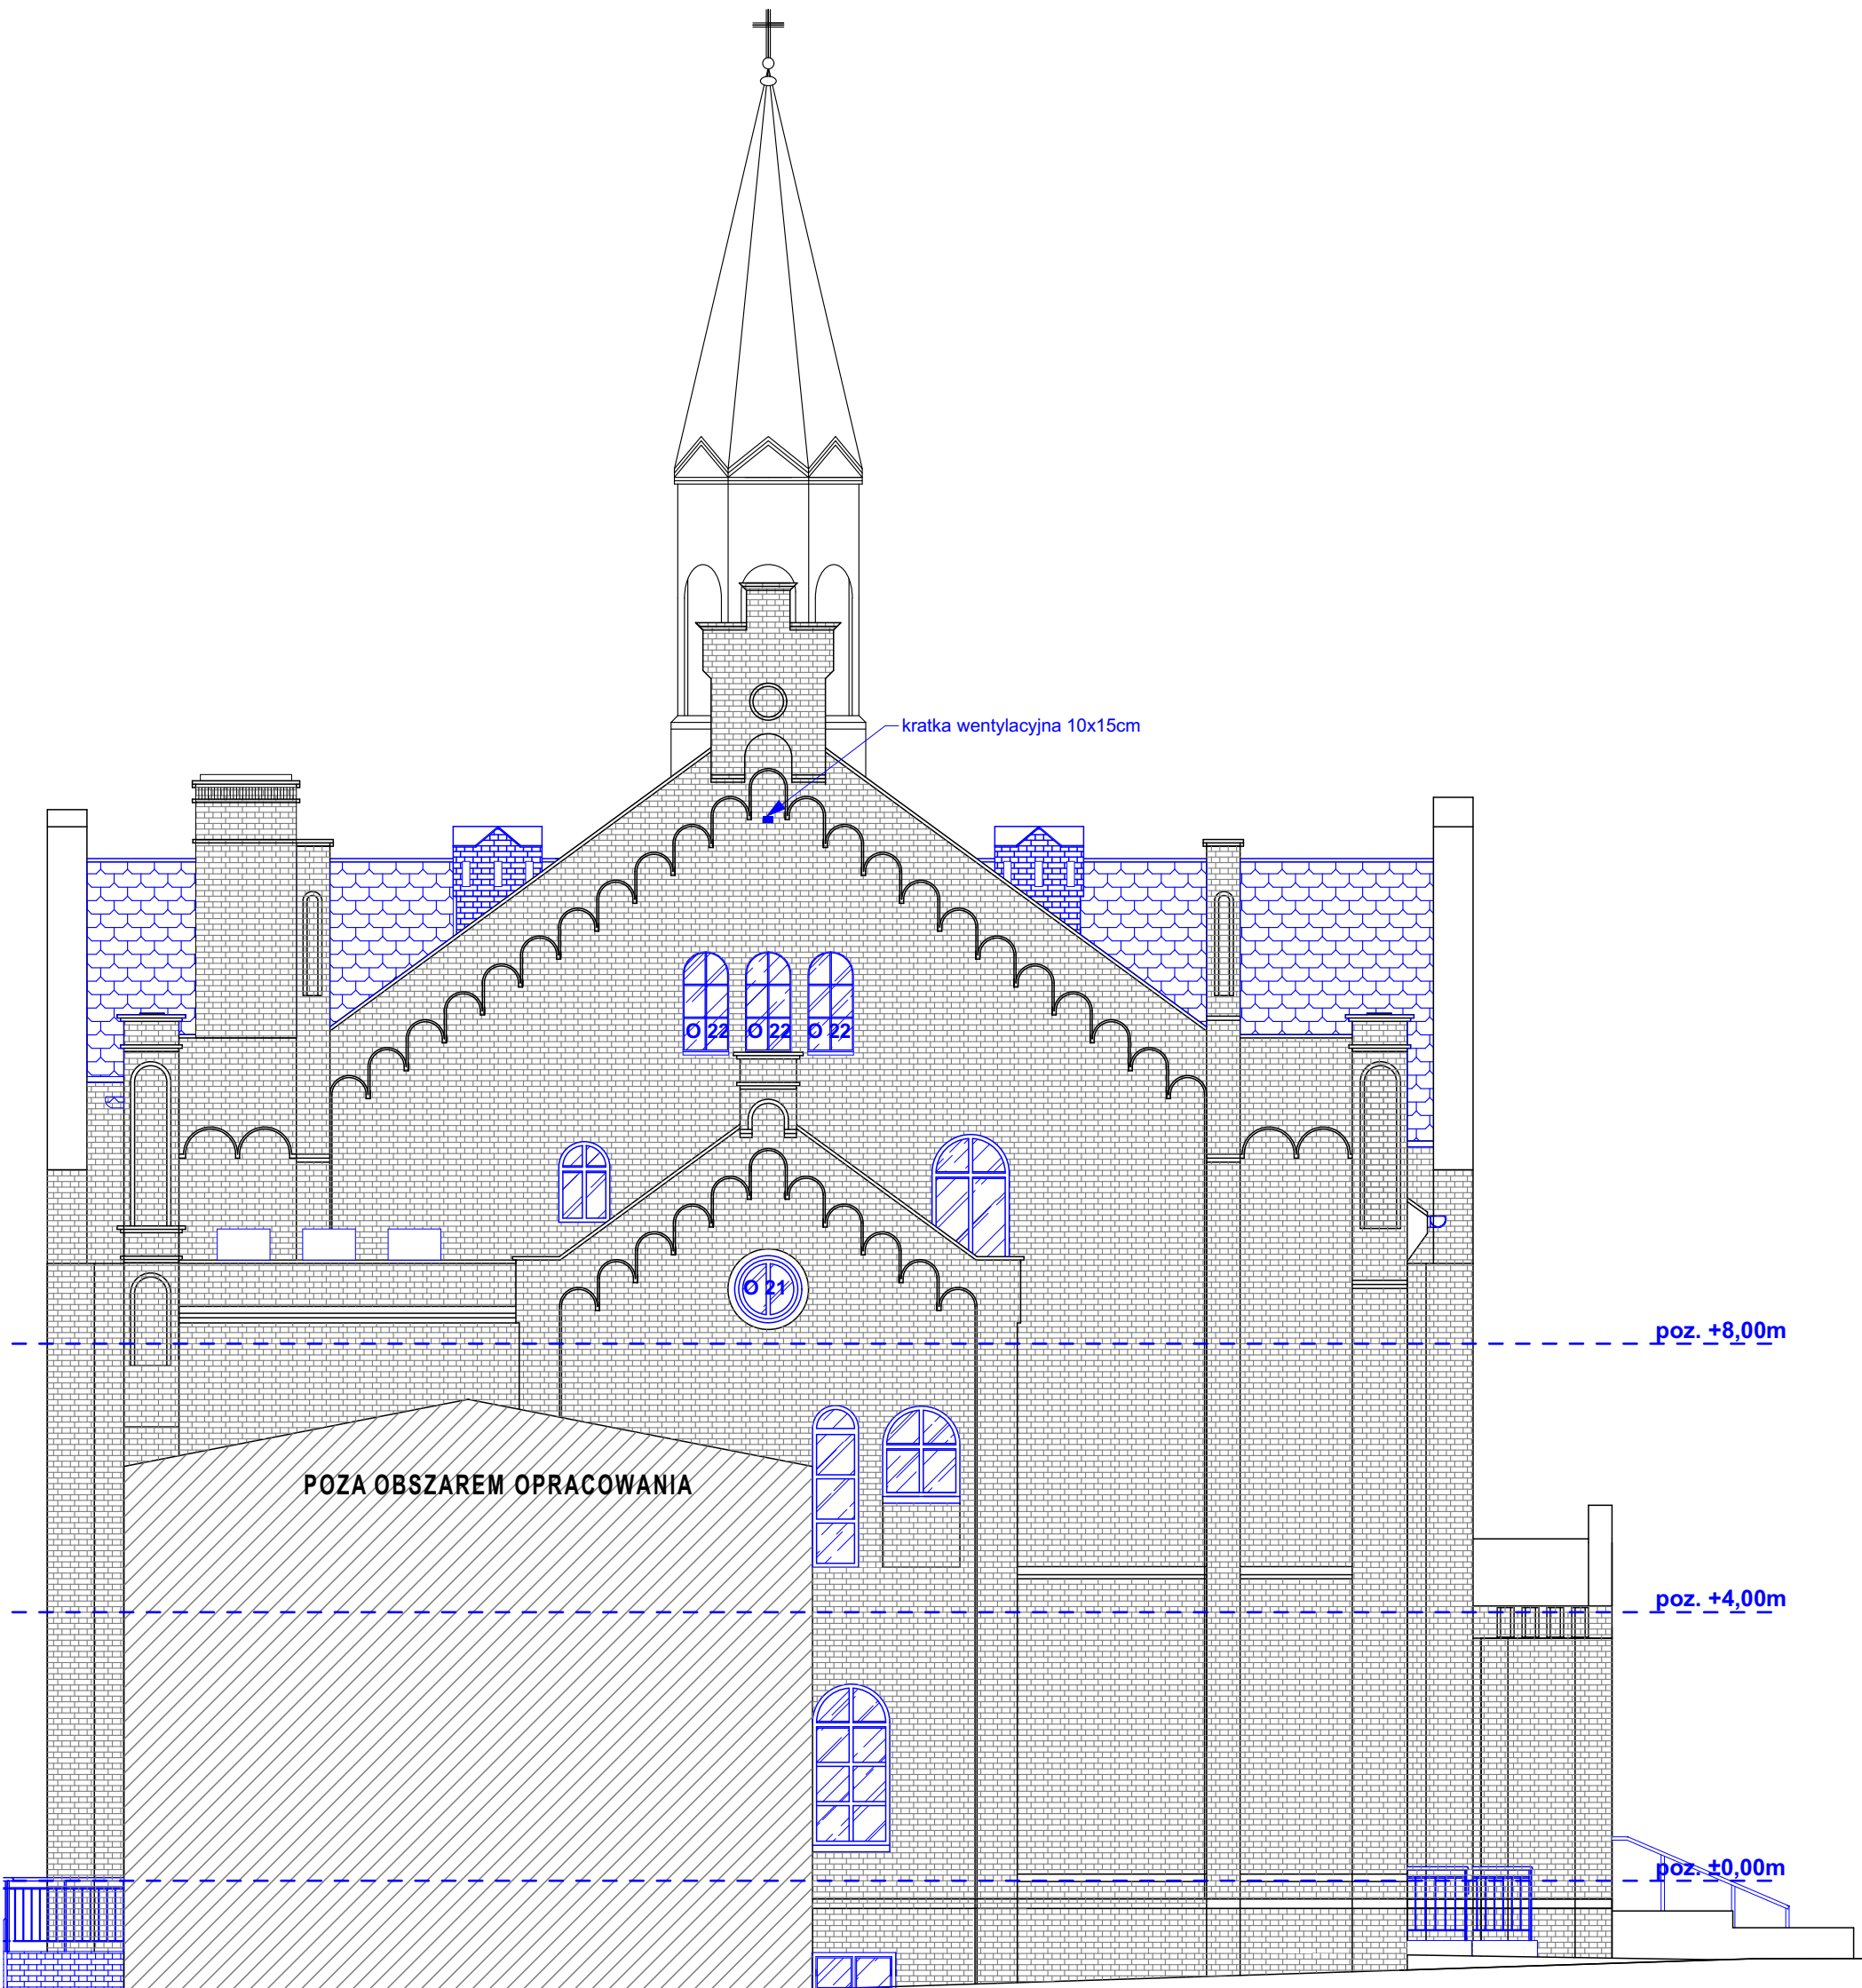 kratka wentylacyjna 10x15cm
O 22 O 22 O 22
O 21
poz. +8,00m
POZA OBSZAREM OPRACOWANIA
poz. +4,00m
poz. ±0,00m